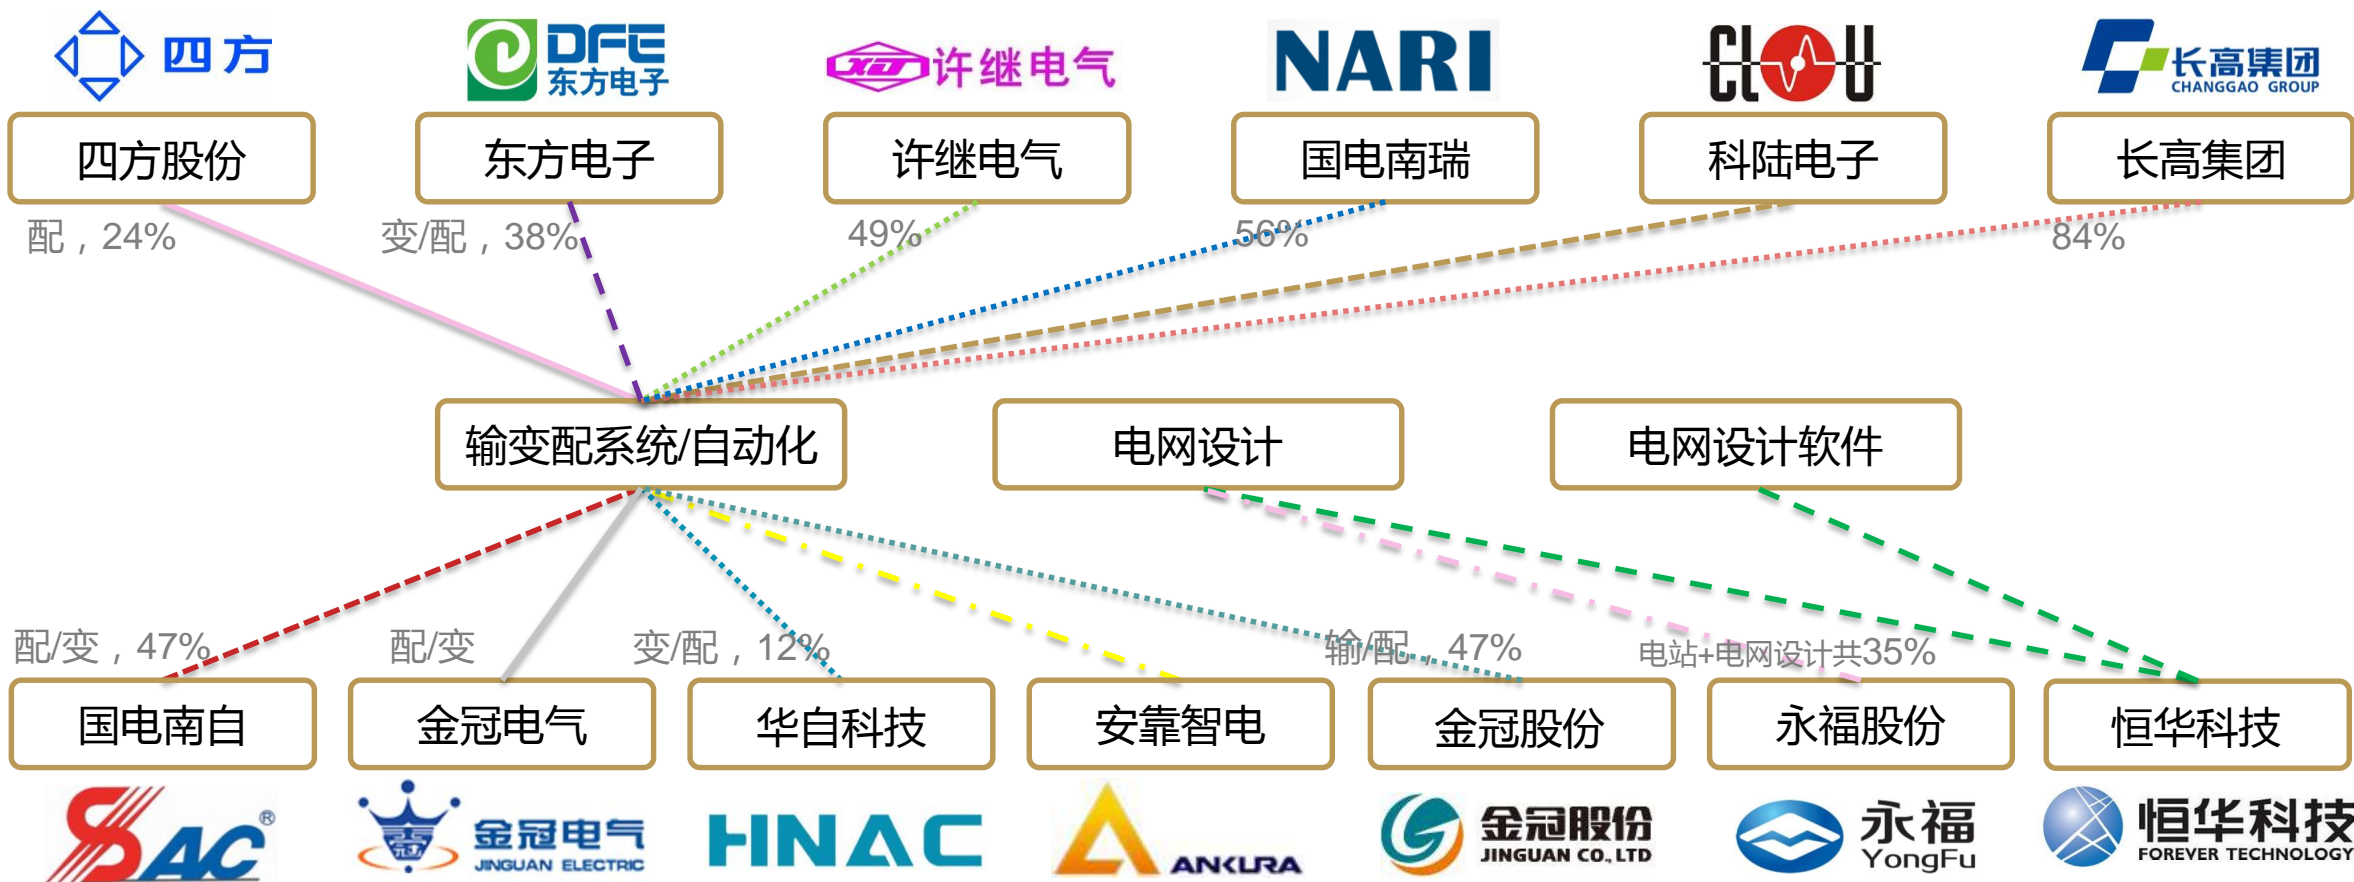 四方
DFE
东方电子
XJ
许继电气
NARI
CLOU
长高集团
CHANGGAO GROUP
四方股份
东方电子
许继电气
国电南瑞
科陆电子
长高集团
配，24%
变/配，38%
49%
56%
84%
输变配系统/自动化
电网设计
电网设计软件
配/变，47%
配/变
变/配，12%
输/配，47%
电站+电网设计共35%
国电南自
金冠电气
华自科技
安靠智电
金冠股份
永福股份
恒华科技
SAC®
金冠电气
JINGUAN ELECTRIC
HNAC
ANKURA
金冠股份
JINGUAN CO., LTD
永福
YongFu
恒华科技
FOREVER TECHNOLOGY